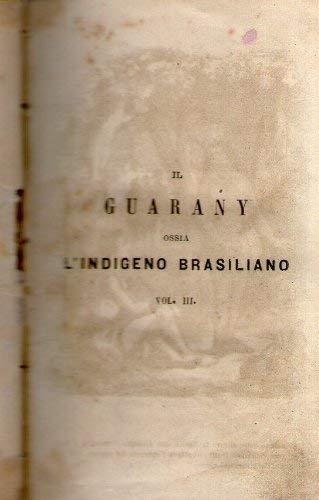 IL
GUARANY
OSSIA
L'INDIGENO BRASILIANO
VOL. III.